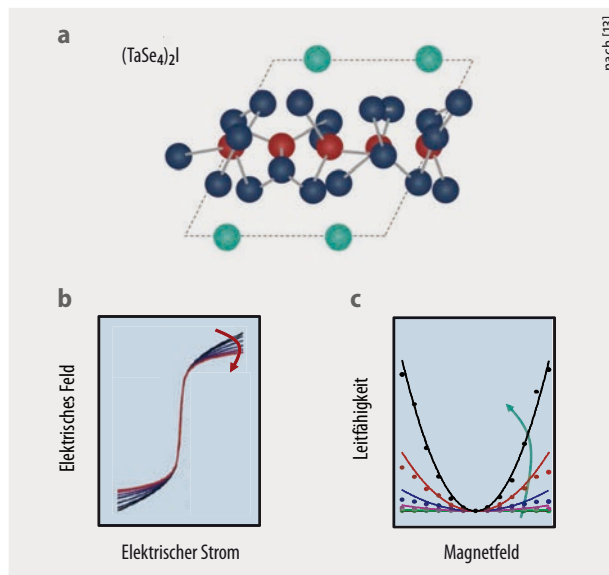 a
(TaSe₄)₂I
nach [13]
b
c
Elektrisches Feld
Leitfähigkeit
Elektrischer Strom
Magnetfeld